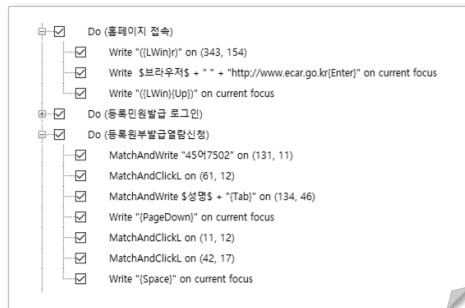 Do (홈페이지 접속)
Write "({LWin}r)" on (343, 154)
Write $브라우저$ + " " + "http://www.ecar.go.kr{Enter}" on current focus
Write "({LWin}{Up})" on current focus
Do (등록민원발급 로그인)
Do (등록원부발급열람신청)
MatchAndWrite "45어7502" on (131, 11)
MatchAndClickL on (61, 12)
MatchAndWrite $성명$ + "{Tab}" on (134, 46)
Write "{PageDown}" on current focus
MatchAndClickL on (11, 12)
MatchAndClickL on (42, 17)
Write "{Space}" on current focus